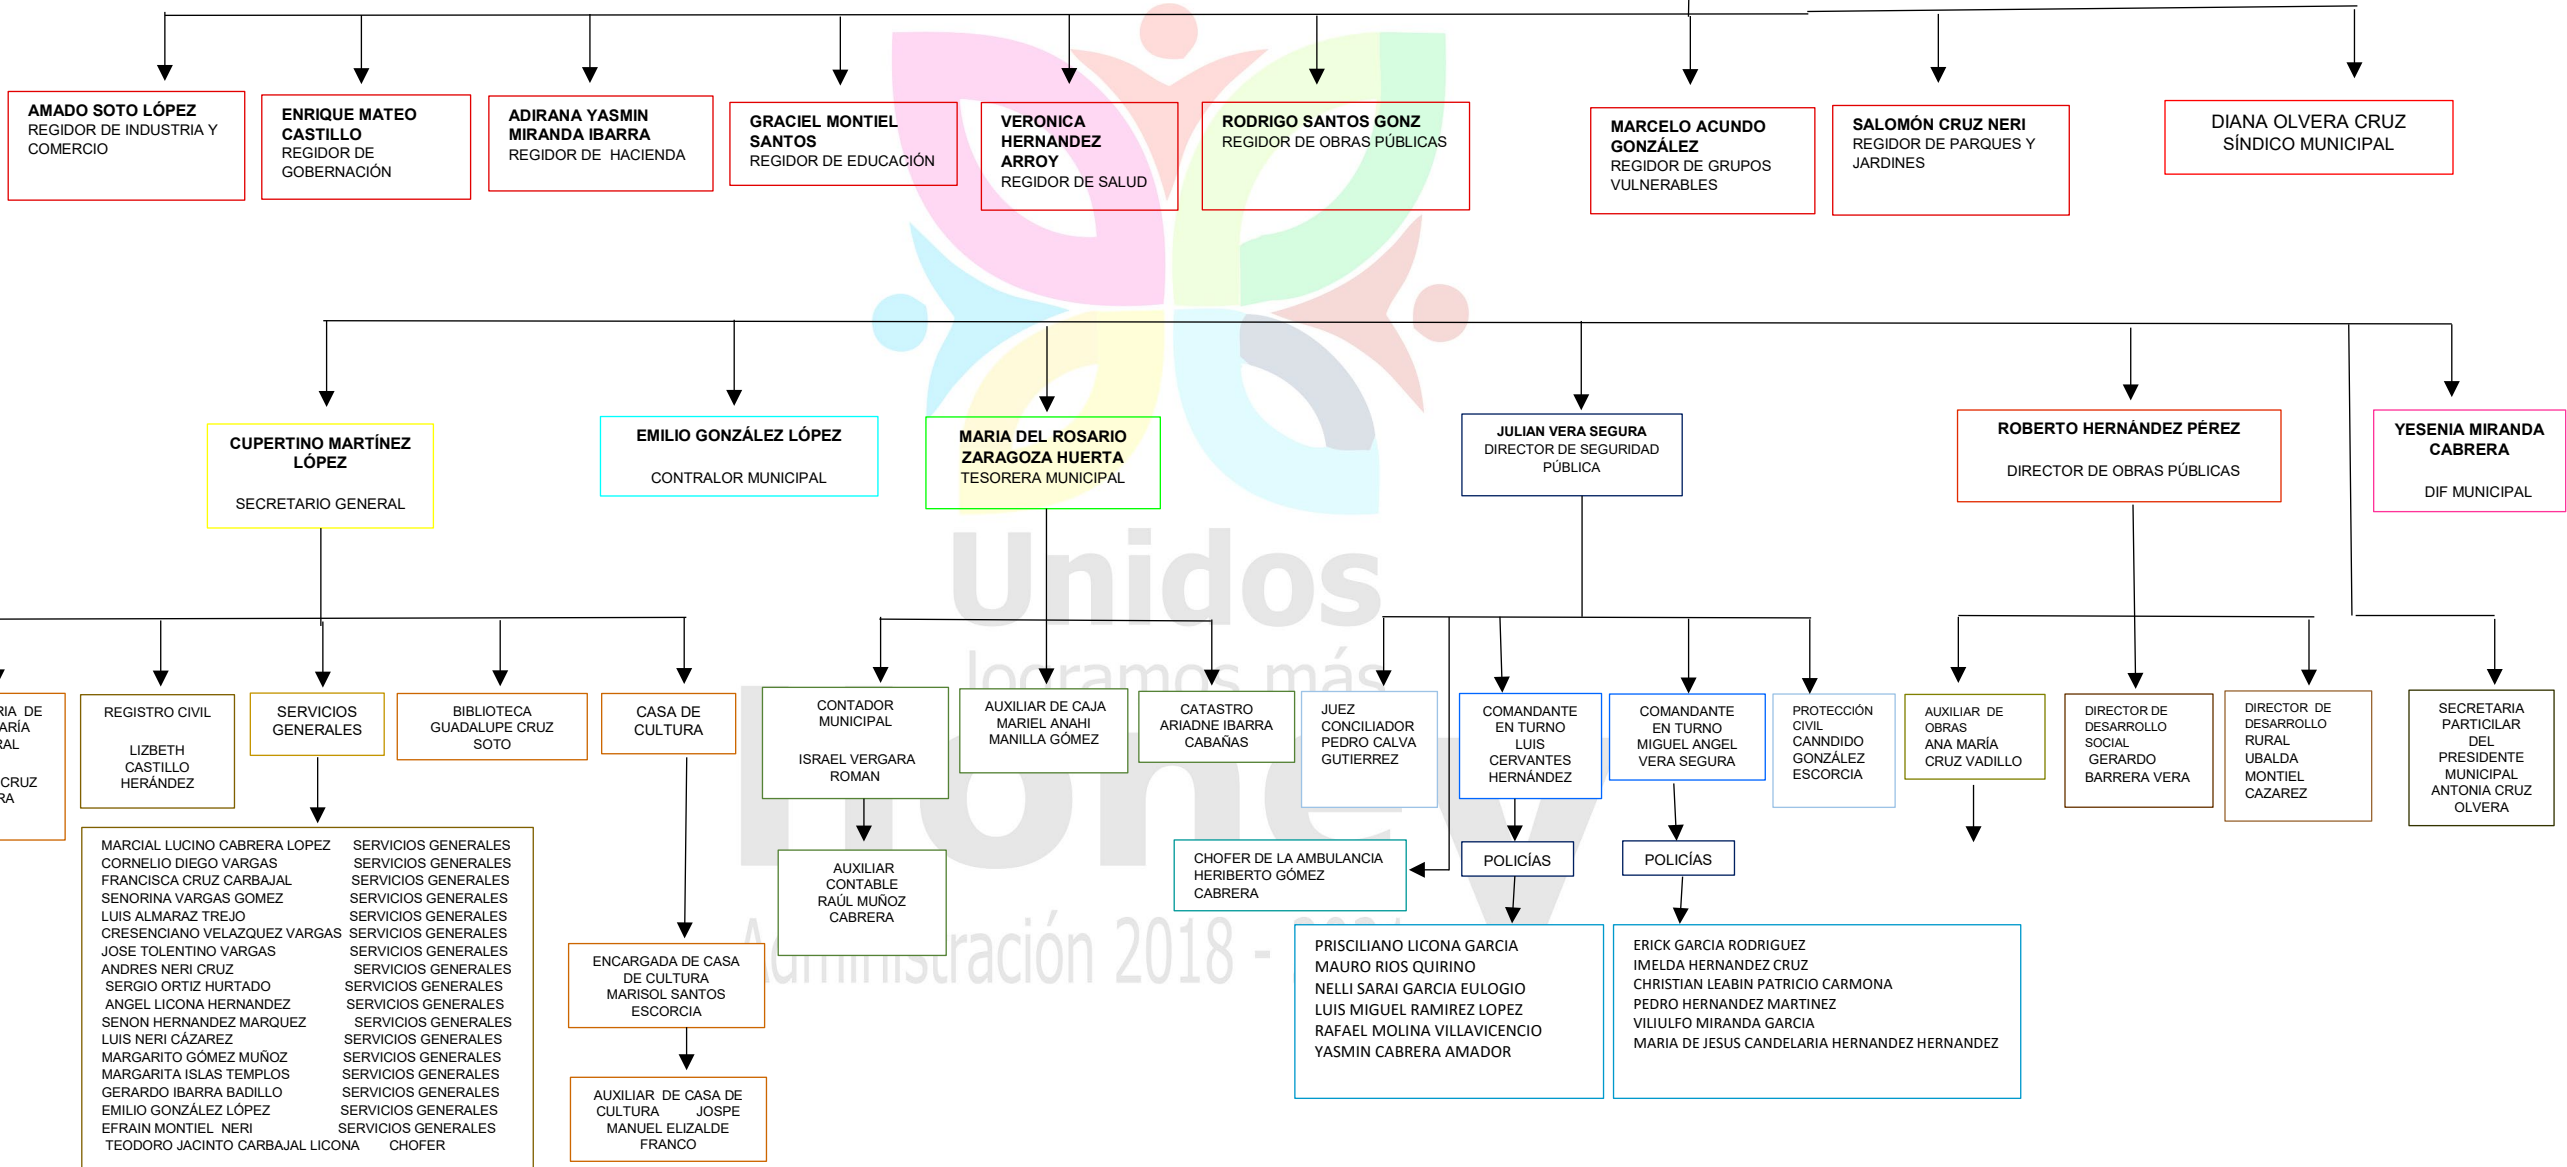 AMADO SOTO LÓPEZ
REGIDOR DE INDUSTRIA Y
COMERCIO
ENRIQUE MATEO
CASTILLO
REGIDOR DE
GOBERNACIÓN
ADIRANA YASMIN
MIRANDA IBARRA
REGIDOR DE HACIENDA
GRACIEL MONTIEL
SANTOS
REGIDOR DE EDUCACIÓN
VERONICA
HERNANDEZ
ARROY
REGIDOR DE SALUD
RODRIGO SANTOS GONZ
REGIDOR DE OBRAS PÚBLICAS
MARCELO ACUNDO
GONZÁLEZ
REGIDOR DE GRUPOS
VULNERABLES
SALOMÓN CRUZ NERI
REGIDOR DE PARQUES Y
JARDINES
DIANA OLVERA CRUZ
SÍNDICO MUNICIPAL
CUPERTINO MARTÍNEZ
LÓPEZ
SECRETARIO GENERAL
EMILIO GONZÁLEZ LÓPEZ
CONTRALOR MUNICIPAL
MARIA DEL ROSARIO
ZARAGOZA HUERTA
TESORERA MUNICIPAL
JULIAN VERA SEGURA
DIRECTOR DE SEGURIDAD
PÚBLICA
ROBERTO HERNÁNDEZ PÉREZ
DIRECTOR DE OBRAS PÚBLICAS
YESENIA MIRANDA
CABRERA
DIF MUNICIPAL
Unidos
logramos más
Honey
Administración 2018 -
RIA DE
ARÍA
RAL
CRUZ
RA
REGISTRO CIVIL
LIZBETH
CASTILLO
HERÁNDEZ
SERVICIOS
GENERALES
BIBLIOTECA
GUADALUPE CRUZ
SOTO
CASA DE
CULTURA
CONTADOR
MUNICIPAL
ISRAEL VERGARA
ROMAN
AUXILIAR DE CAJA
MARIEL ANAHI
MANILLA GÓMEZ
CATASTRO
ARIADNE IBARRA
CABAÑAS
JUEZ
CONCILIADOR
PEDRO CALVA
GUTIERREZ
COMANDANTE
EN TURNO
LUIS
CERVANTES
HERNÁNDEZ
COMANDANTE
EN TURNO
MIGUEL ANGEL
VERA SEGURA
PROTECCIÓN
CIVIL
CANNDIDO
GONZÁLEZ
ESCORCIA
AUXILIAR DE
OBRAS
ANA MARÍA
CRUZ VADILLO
DIRECTOR DE
DESARROLLO
SOCIAL
GERARDO
BARRERA VERA
DIRECTOR DE
DESARROLLO
RURAL
UBALDA
MONTIEL
CAZAREZ
SECRETARIA
PARTICILAR
DEL
PRESIDENTE
MUNICIPAL
ANTONIA CRUZ
OLVERA
MARCIAL LUCINO CABRERA LOPEZ SERVICIOS GENERALES
CORNELIO DIEGO VARGAS SERVICIOS GENERALES
FRANCISCA CRUZ CARBAJAL SERVICIOS GENERALES
SENORINA VARGAS GOMEZ SERVICIOS GENERALES
LUIS ALMARAZ TREJO SERVICIOS GENERALES
CRESENCIANO VELAZQUEZ VARGAS SERVICIOS GENERALES
JOSE TOLENTINO VARGAS SERVICIOS GENERALES
ANDRES NERI CRUZ SERVICIOS GENERALES
SERGIO ORTIZ HURTADO SERVICIOS GENERALES
ANGEL LICONA HERNANDEZ SERVICIOS GENERALES
SENON HERNANDEZ MARQUEZ SERVICIOS GENERALES
LUIS NERI CÁZAREZ SERVICIOS GENERALES
MARGARITO GÓMEZ MUÑOZ SERVICIOS GENERALES
MARGARITA ISLAS TEMPLOS SERVICIOS GENERALES
GERARDO IBARRA BADILLO SERVICIOS GENERALES
EMILIO GONZÁLEZ LÓPEZ SERVICIOS GENERALES
EFRAIN MONTIEL NERI SERVICIOS GENERALES
TEODORO JACINTO CARBAJAL LICONA CHOFER
AUXILIAR
CONTABLE
RAÚL MUÑOZ
CABRERA
CHOFER DE LA AMBULANCIA
HERIBERTO GÓMEZ
CABRERA
POLICÍAS
POLICÍAS
ENCARGADA DE CASA
DE CULTURA
MARISOL SANTOS
ESCORCIA
AUXILIAR DE CASA DE
CULTURA JOSPE
MANUEL ELIZALDE
FRANCO
PRISCILIANO LICONA GARCIA
MAURO RIOS QUIRINO
NELLI SARAI GARCIA EULOGIO
LUIS MIGUEL RAMIREZ LOPEZ
RAFAEL MOLINA VILLAVICENCIO
YASMIN CABRERA AMADOR
ERICK GARCIA RODRIGUEZ
IMELDA HERNANDEZ CRUZ
CHRISTIAN LEABIN PATRICIO CARMONA
PEDRO HERNANDEZ MARTINEZ
VILIULFO MIRANDA GARCIA
MARIA DE JESUS CANDELARIA HERNANDEZ HERNANDEZ